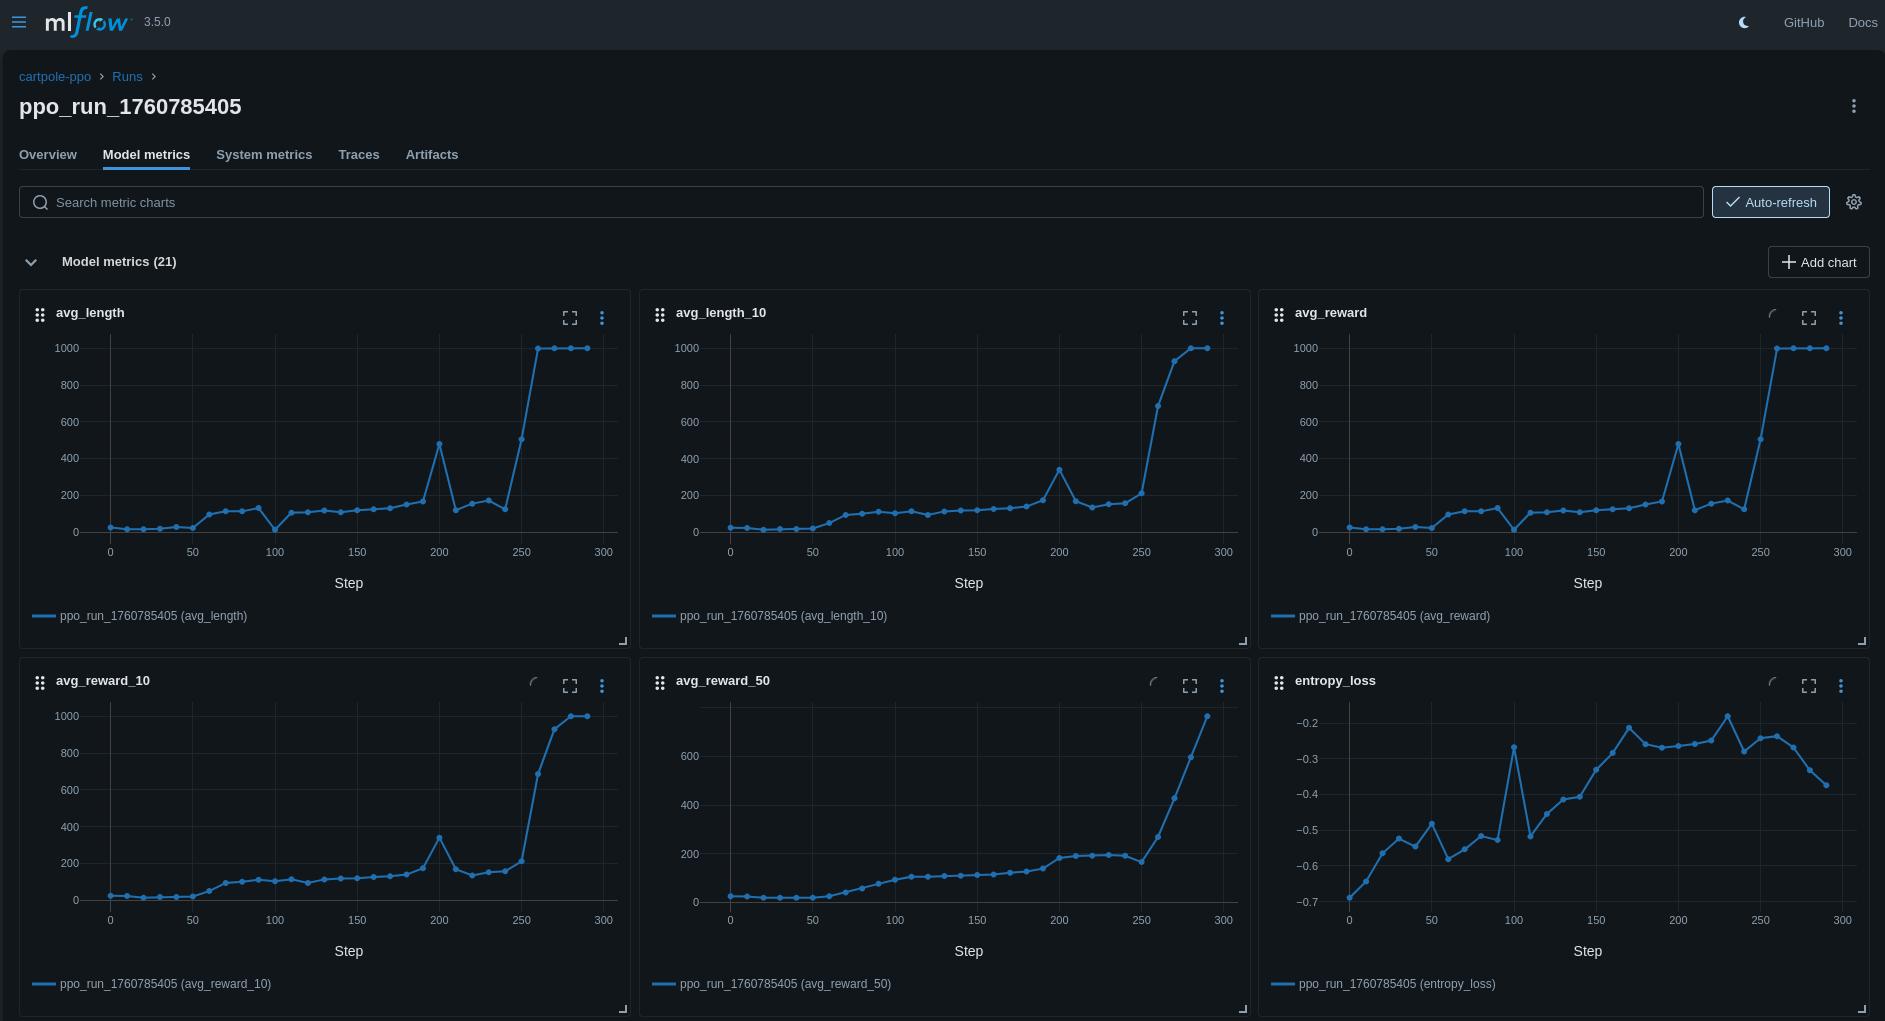 mlflow 3.5.0 GitHub Docs
cartpole-ppo > Runs >
ppo_run_1760785405
Overview Model metrics System metrics Traces Artifacts
Search metric charts Auto-refresh
Model metrics (21) Add chart
avg_length
1000
800
600
400
200
0
0 50 100 150 200 250 300
Step
ppo_run_1760785405 (avg_length)
avg_length_10
1000
800
600
400
200
0
0 50 100 150 200 250 300
Step
ppo_run_1760785405 (avg_length_10)
avg_reward
1000
800
600
400
200
0
0 50 100 150 200 250 300
Step
ppo_run_1760785405 (avg_reward)
avg_reward_10
1000
800
600
400
200
0
0 50 100 150 200 250 300
Step
ppo_run_1760785405 (avg_reward_10)
avg_reward_50
600
400
200
0
0 50 100 150 200 250 300
Step
ppo_run_1760785405 (avg_reward_50)
entropy_loss
−0.2
−0.3
−0.4
−0.5
−0.6
−0.7
0 50 100 150 200 250 300
Step
ppo_run_1760785405 (entropy_loss)